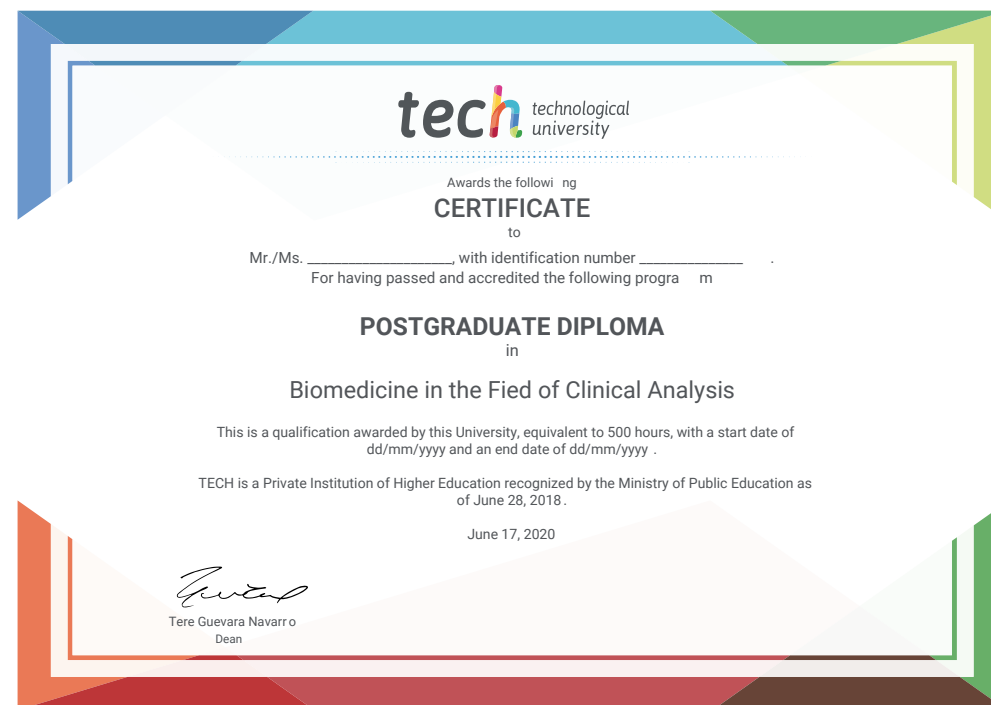 tech technological
university
Awards the followi ng
CERTIFICATE
to
Mr./Ms. ____________________, with identification number ______________ .
For having passed and accredited the following progra m
POSTGRADUATE DIPLOMA
in
Biomedicine in the Fied of Clinical Analysis
This is a qualification awarded by this University, equivalent to 500 hours, with a start date of
dd/mm/yyyy and an end date of dd/mm/yyyy .
TECH is a Private Institution of Higher Education recognized by the Ministry of Public Education as
of June 28, 2018 .
June 17, 2020
Tere Guevara Navarr o
Dean